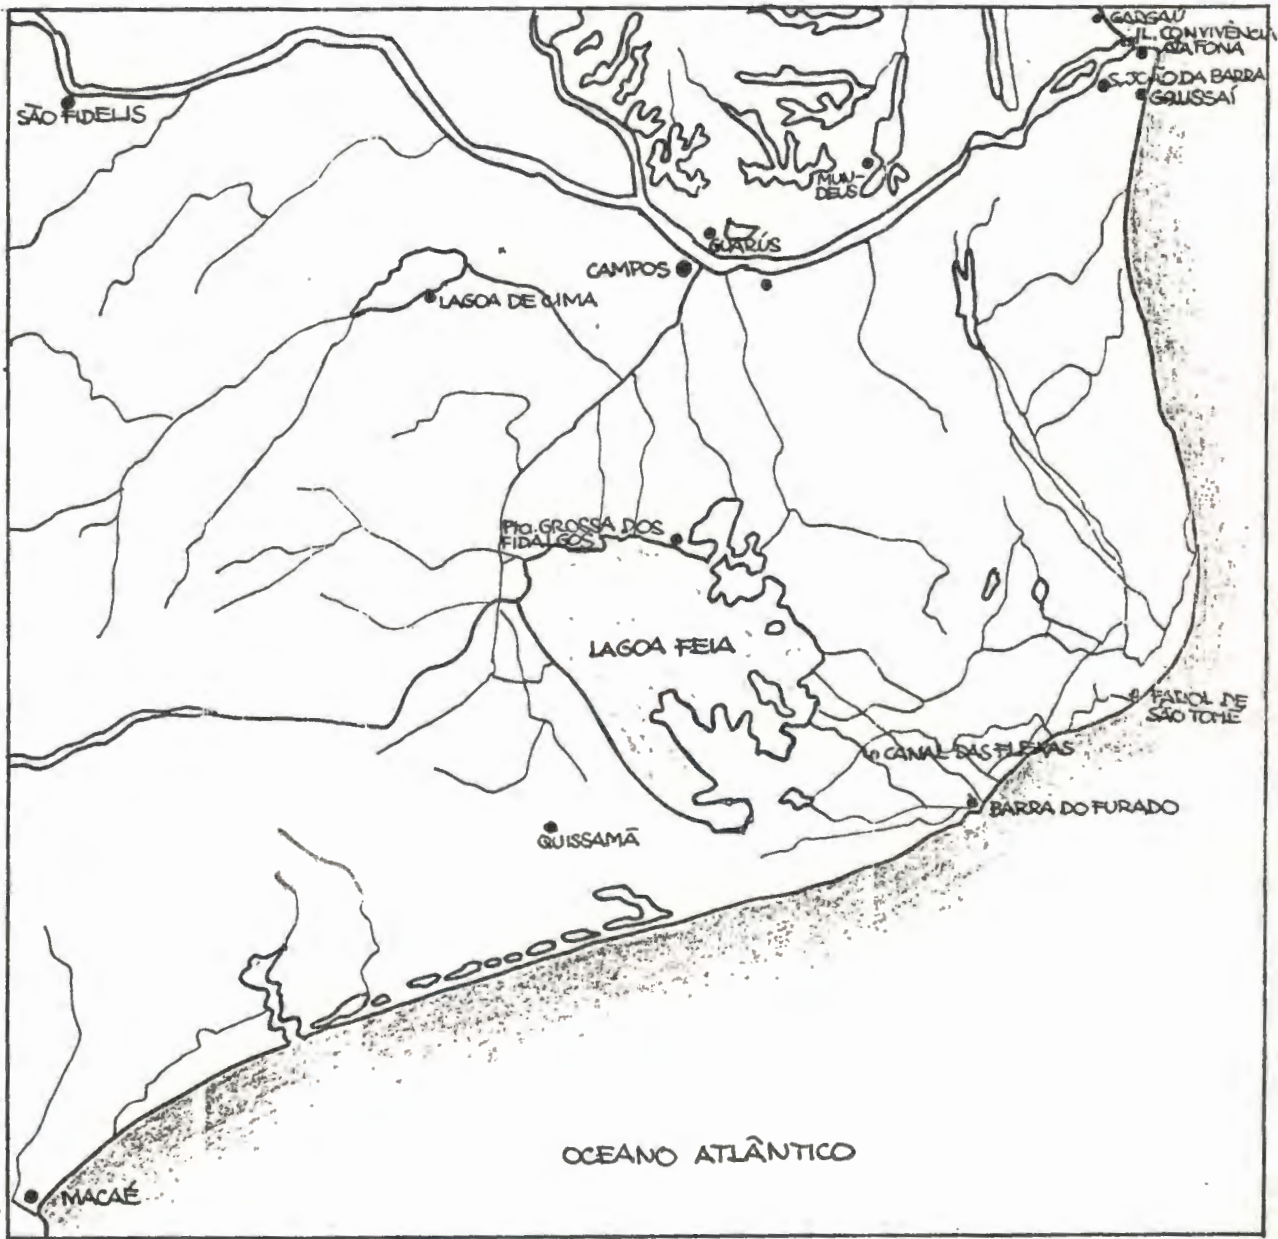 GARGAÚ
IL. CONVIVÊNCIA
ATAFONA
S. JOÃO DA BARRA
GRUSSAÍ
SÃO FIDELIS
MUN-
DEUS
GUARÚS
CAMPOS
LAGOA DE CIMA
Pta. GROSSA DOS
FIDALGOS
LAGOA FEIA
FAROL DE
SÃO TOMÉ
CANAL DAS FLEXAS
BARRA DO FURADO
QUISSAMÃ
OCEANO ATLÂNTICO
MACAÉ